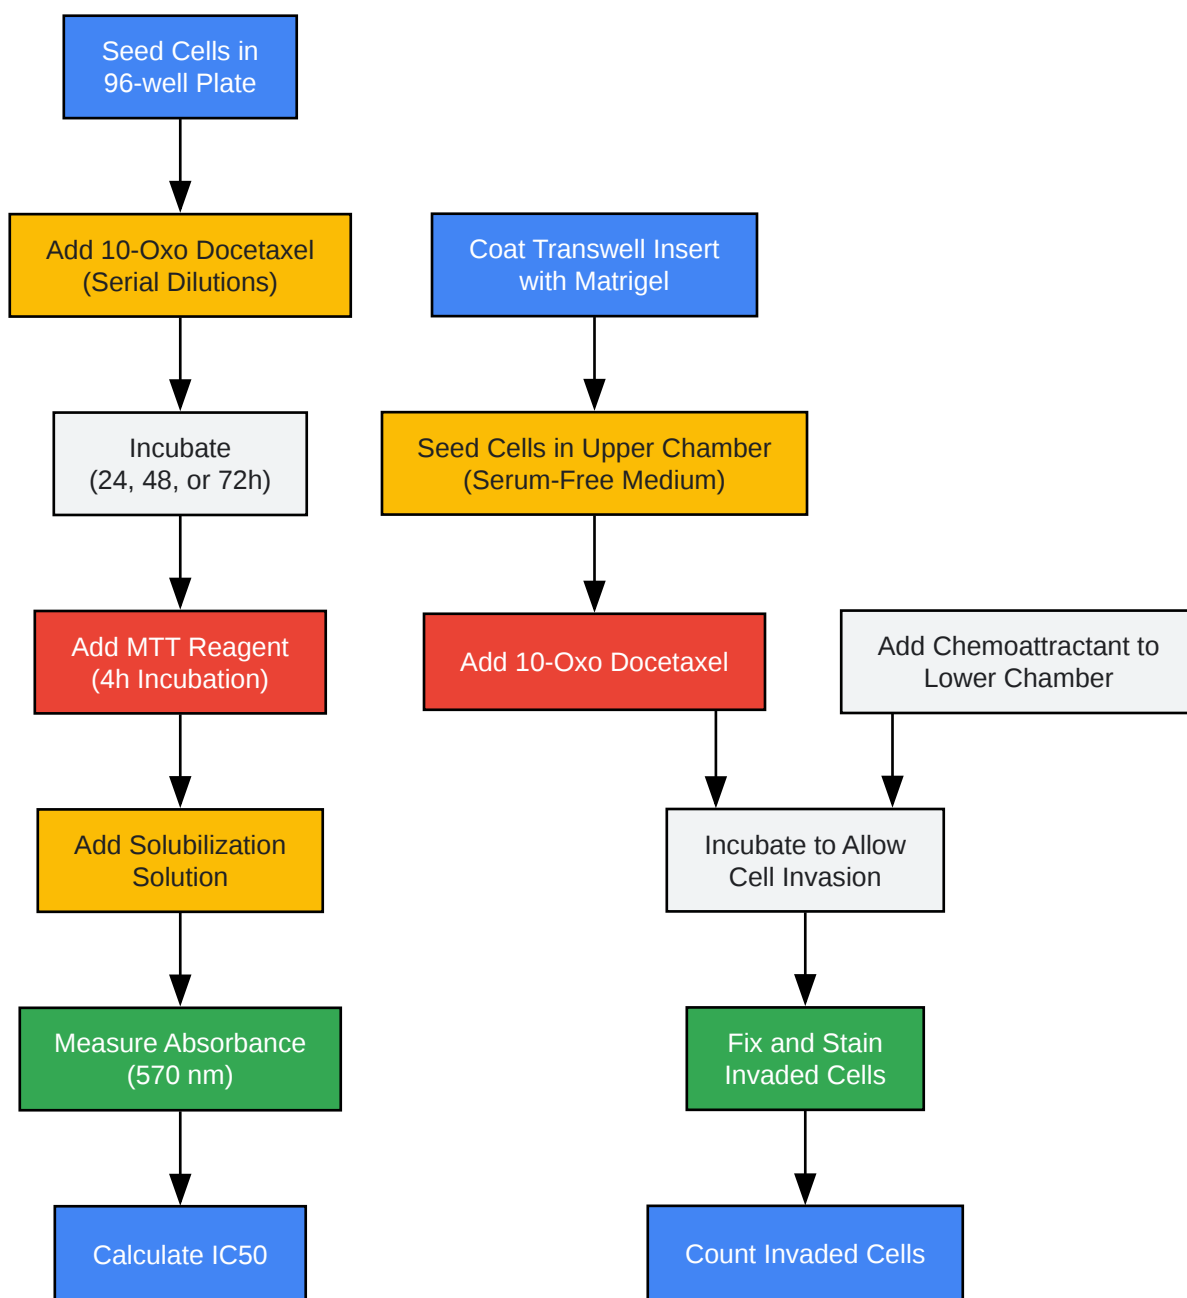 Seed Cells in
96-well Plate
Add 10-Oxo Docetaxel
(Serial Dilutions)
Incubate
(24, 48, or 72h)
Add MTT Reagent
(4h Incubation)
Add Solubilization
Solution
Measure Absorbance
(570 nm)
Calculate IC50
Coat Transwell Insert
with Matrigel
Seed Cells in Upper Chamber
(Serum-Free Medium)
Add 10-Oxo Docetaxel
Add Chemoattractant to
Lower Chamber
Incubate to Allow
Cell Invasion
Fix and Stain
Invaded Cells
Count Invaded Cells